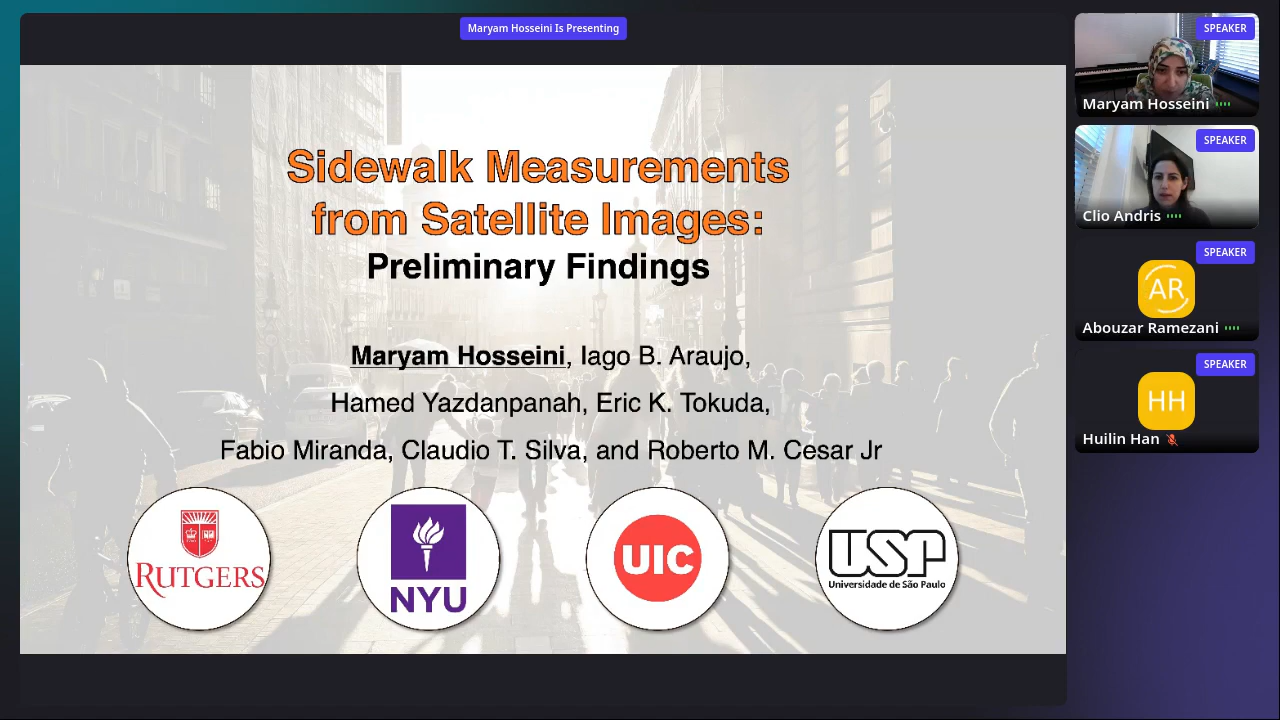 Maryam Hosseini Is Presenting
Sidewalk Measurements
from Satellite Images:
Preliminary Findings
Maryam Hosseini, Iago B. Araujo,
Hamed Yazdanpanah, Eric K. Tokuda,
Fabio Miranda, Claudio T. Silva, and Roberto M. Cesar Jr
RUTGERS
NYU
UIC
USP
Universidade de São Paulo
SPEAKER
Maryam Hosseini
SPEAKER
Clio Andris
SPEAKER
AR
Abouzar Ramezani
SPEAKER
HH
Huilin Han